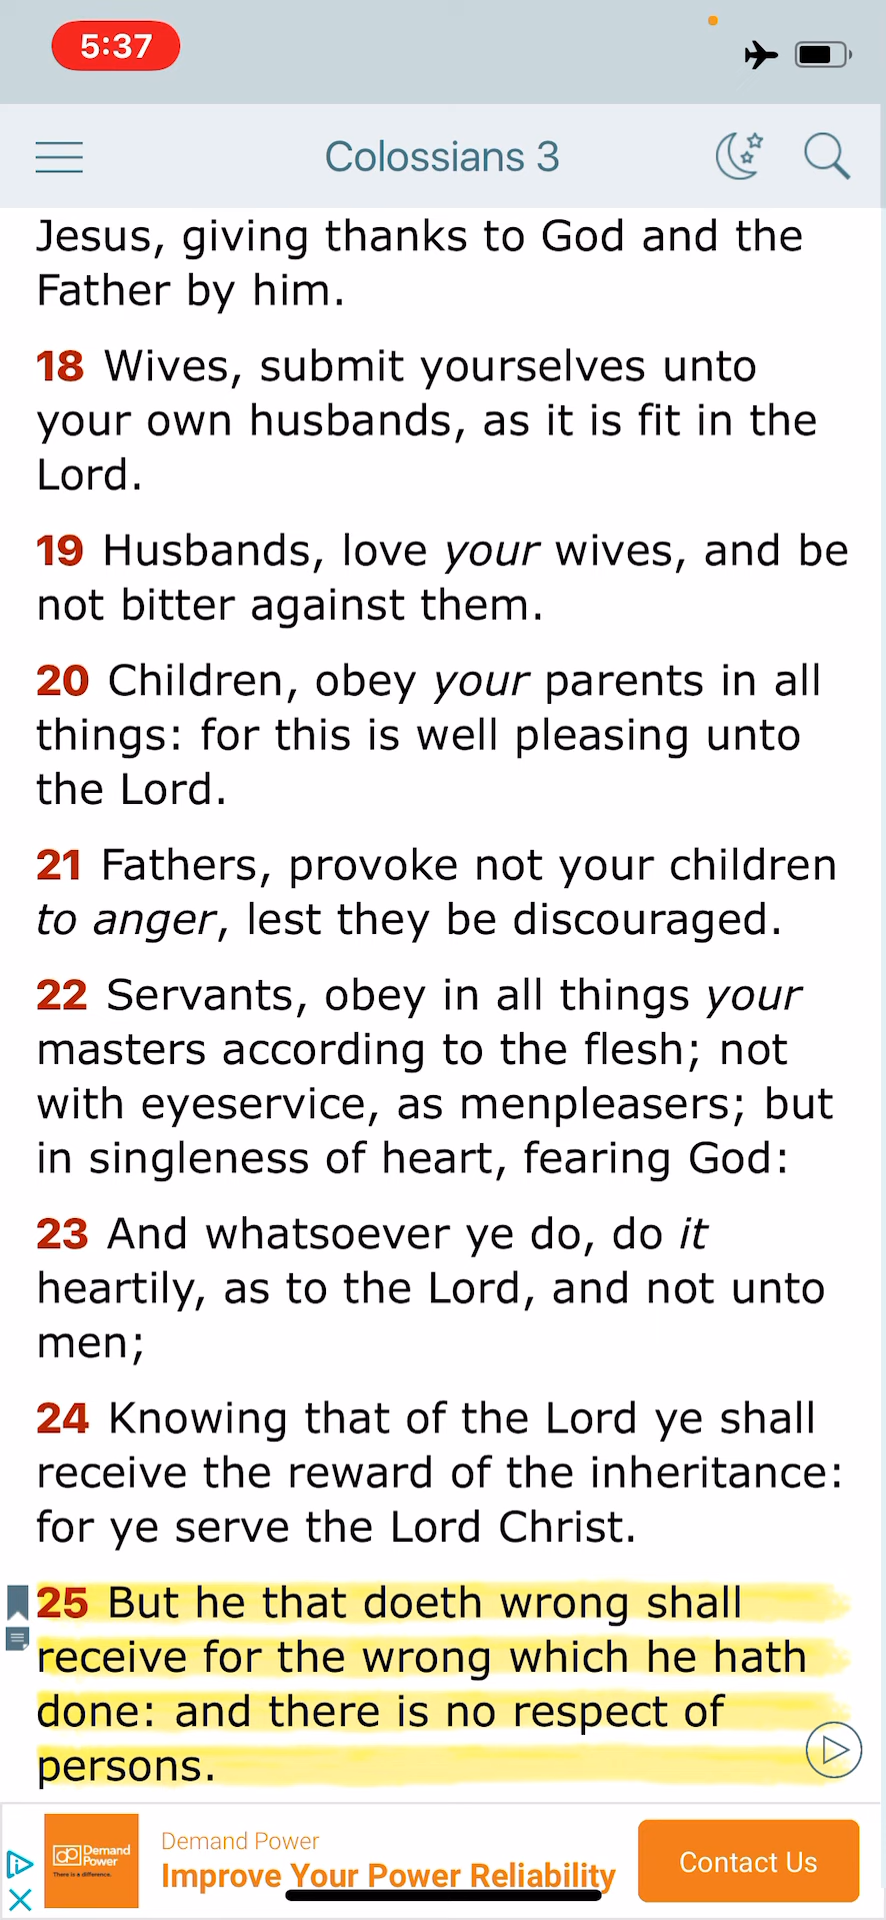 5:37
Colossians 3
Jesus, giving thanks to God and the
Father by him.
18 Wives, submit yourselves unto
your own husbands, as it is fit in the
Lord.
19 Husbands, love your wives, and be
not bitter against them.
20 Children, obey your parents in all
things: for this is well pleasing unto
the Lord.
21 Fathers, provoke not your children
to anger, lest they be discouraged.
22 Servants, obey in all things your
masters according to the flesh; not
with eyeservice, as menpleasers; but
in singleness of heart, fearing God:
23 And whatsoever ye do, do it
heartily, as to the Lord, and not unto
men;
24 Knowing that of the Lord ye shall
receive the reward of the inheritance:
for ye serve the Lord Christ.
25 But he that doeth wrong shall
receive for the wrong which he hath
done: and there is no respect of
persons.
Demand
Power
There is a difference.
Demand Power
Improve Your Power Reliability
Contact Us